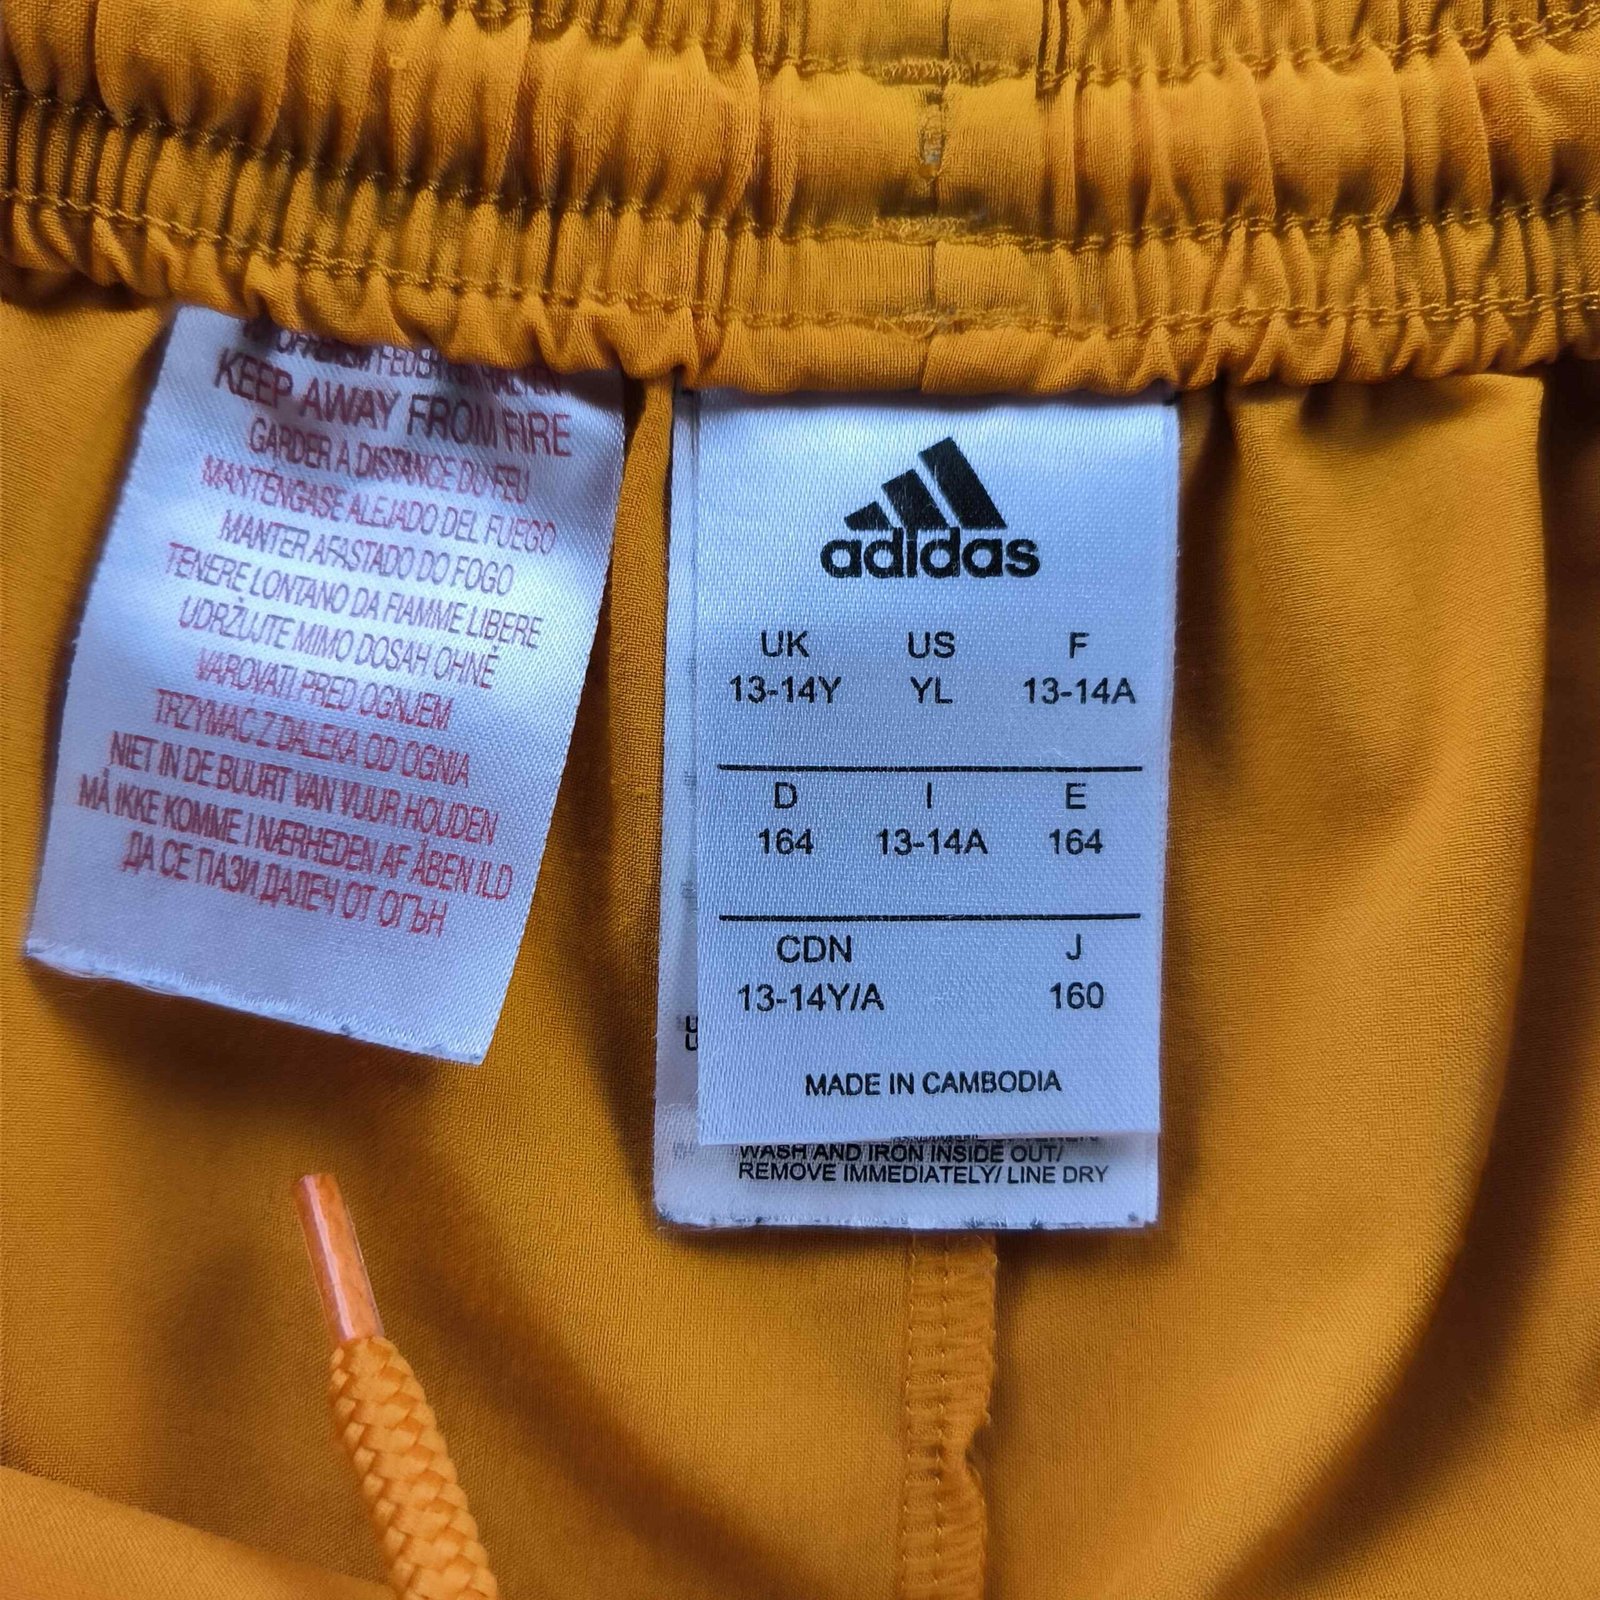 KEEP AWAY FROM FIRE
GARDER A DISTANCE DU FEU
MANTÉNGASE ALEJADO DEL FUEGO
MANTER AFASTADO DO FOGO
TENERE LONTANO DA FIAMME LIBERE
UDRŽUJTE MIMO DOSAH OHNĚ
VAROVATI PRED OGNJEM
TRZYMAĆ Z DALEKA OD OGNIA
NIET IN DE BUURT VAN VUUR HOUDEN
MÅ IKKE KOMME I NÆRHEDEN AF ÅBEN ILD
ДА СЕ ПАЗИ ДАЛЕЧ ОТ ОГЪН
adidas
UK US F
13-14Y YL 13-14A
D I E
164 13-14A 164
CDN J
13-14Y/A 160
MADE IN CAMBODIA
WASH AND IRON INSIDE OUT/
REMOVE IMMEDIATELY/ LINE DRY